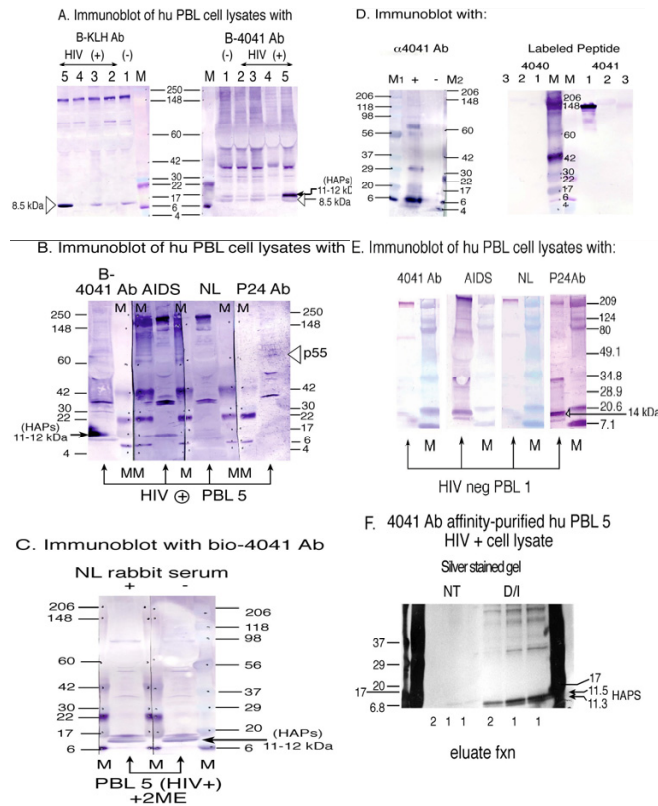 A. Immunoblot of hu PBL cell lysates with
B-KLH Ab
HIV (+) (-)
5 4 3 2 1 M
250
148
60
42
30
22
17
6
4
8.5 kDa
B-4041 Ab
(-) HIV (+)
M 1 2 3 4 5
(HAPs)
11-12 kD
8.5 kDa
D. Immunoblot with:
α4041 Ab
M1 + - M2
206
118
98
56
37
29
20
6
206
148
60
42
30
22
17
6
4
Labeled Peptide
4040 4041
3 2 1 M M 1 2 3
206
148
60
42
30
22
17
6
4
B. Immunoblot of hu PBL cell lysates with
B-
4041 Ab AIDS NL P24 Ab
M M M M
250
148
60
42
30
22
(HAPs)
11-12 kDa
4
250
148
p55
42
30
22
17
6
4
MM M MM
HIV + PBL 5
E. Immunoblot of hu PBL cell lysates with:
4041 Ab AIDS NL P24Ab
209
124
80
49.1
34.8
28.9
20.6
14 kDa
7.1
M M M M
HIV neg PBL 1
C. Immunoblot with bio-4041 Ab
NL rabbit serum
+ -
206
148
60
42
30
22
17
6
206
118
98
56
37
29
20
(HAPs)
11-12 kDa
6
M M M
PBL 5 (HIV+)
+2ME
F. 4041 Ab affinity-purified hu PBL 5
HIV + cell lysate
Silver stained gel
NT D/I
37
29
20
17
6.8
17
11.5
HAPS
11.3
2 1 1 2 1 1
eluate fxn